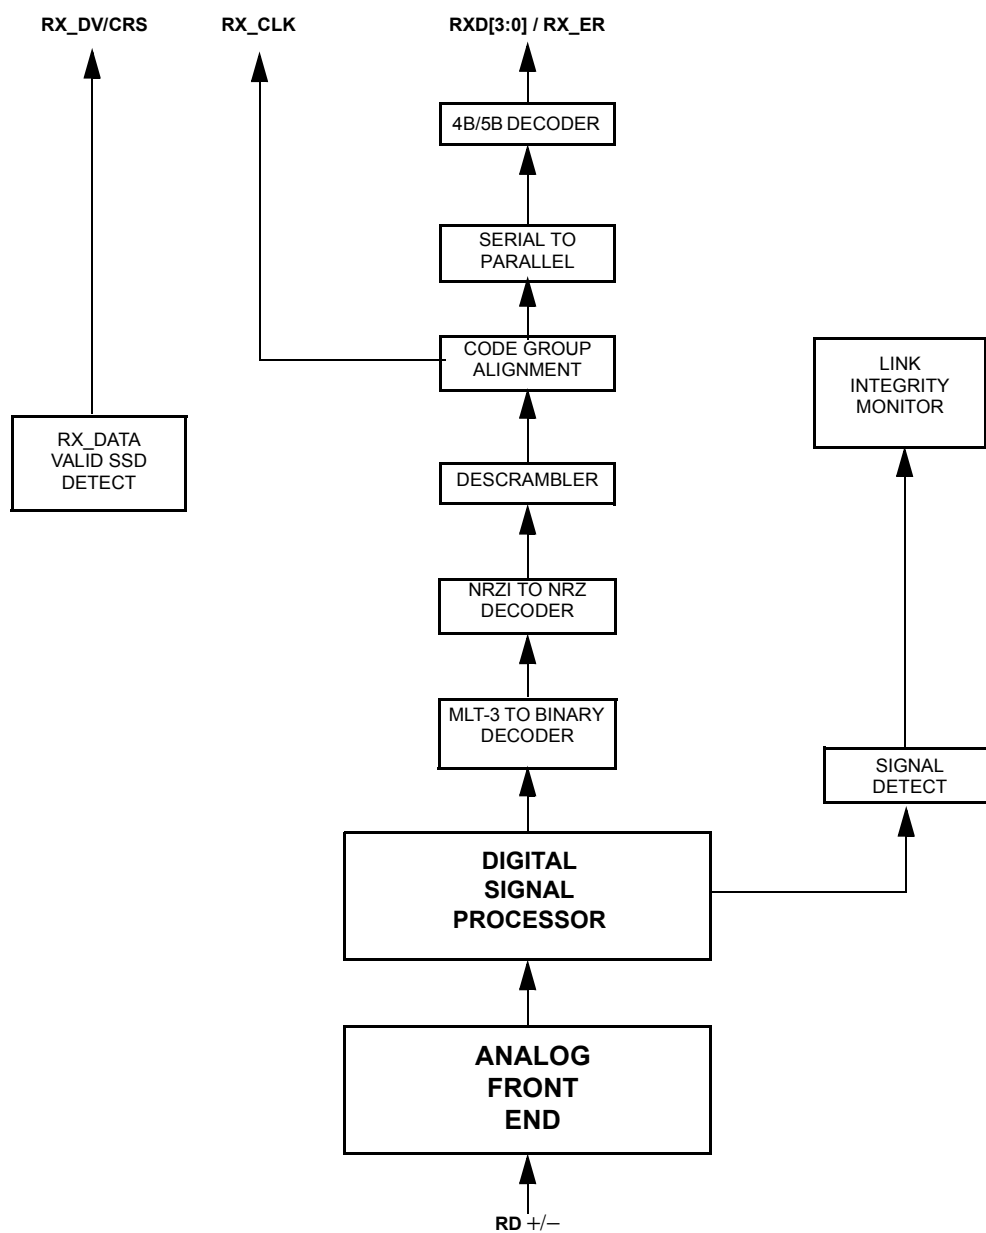 RX_DV/CRS
RX_CLK
RXD[3:0] / RX_ER
4B/5B DECODER
SERIAL TO
PARALLEL
CODE GROUP
ALIGNMENT
LINK
INTEGRITY
MONITOR
RX_DATA
VALID SSD
DETECT
DESCRAMBLER
NRZI TO NRZ
DECODER
MLT-3 TO BINARY
DECODER
SIGNAL
DETECT
DIGITAL
SIGNAL
PROCESSOR
ANALOG
FRONT
END
RD +/−